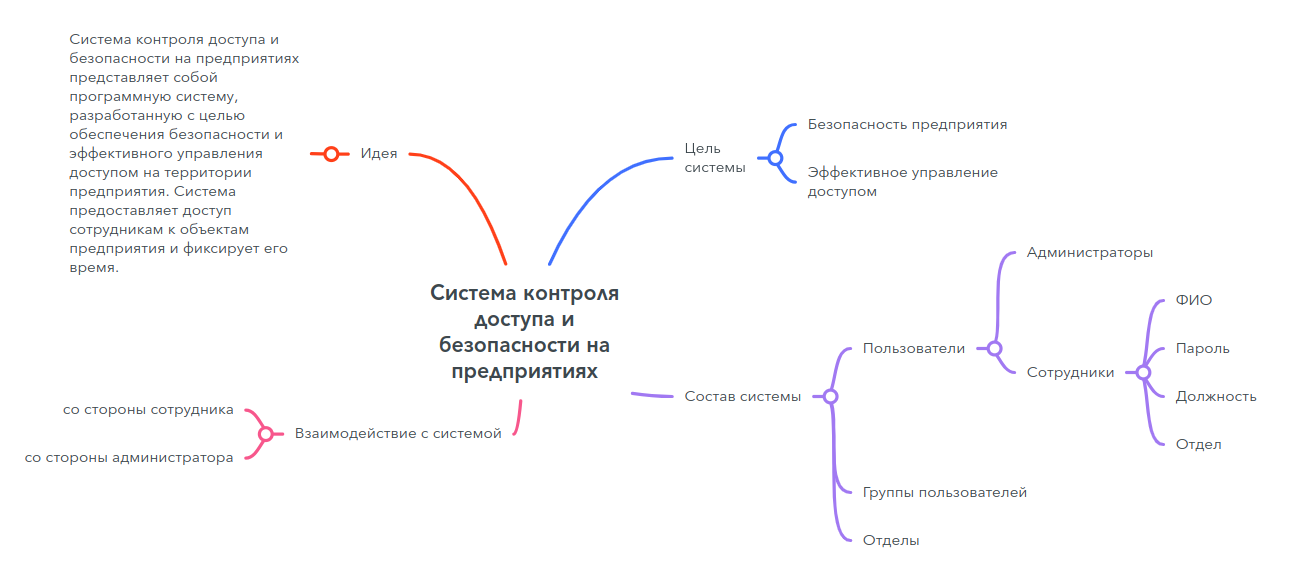 Система контроля доступа и
безопасности на предприятиях
представляет собой
программную систему,
разработанную с целью
обеспечения безопасности и
эффективного управления
доступом на территории
предприятия. Система
предоставляет доступ
сотрудникам к объектам
предприятия и фиксирует его
время.
Идея
Цель
системы
Безопасность предприятия
Эффективное управление
доступом
Система контроля
доступа и
безопасности на
предприятиях
Состав системы
Пользователи
Администраторы
Сотрудники
ФИО
Пароль
Должность
Отдел
Группы пользователей
Отделы
Взаимодействие с системой
со стороны сотрудника
со стороны администратора